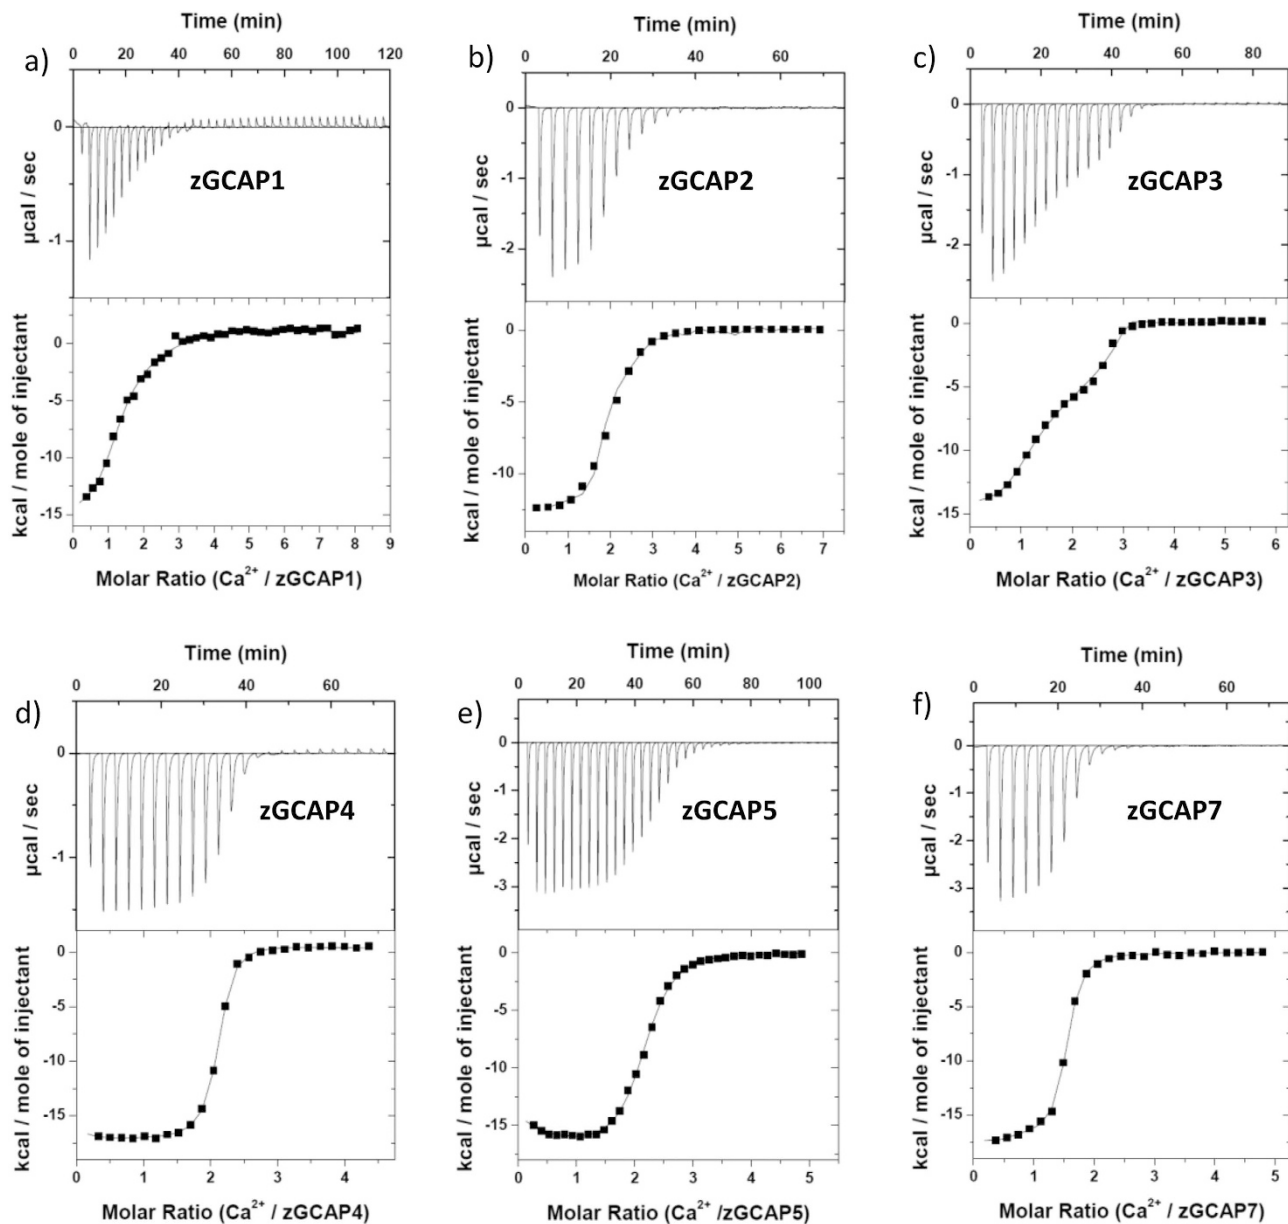 Time (min)
0 20 40 60 80 100 120
a)
0
-1
µcal / sec
zGCAP1
0
-5
-10
-15
kcal / mole of injectant
0 1 2 3 4 5 6 7 8 9
Molar Ratio (Ca²⁺ / zGCAP1)
Time (min)
0 20 40 60
b)
0
-1
-2
µcal / sec
zGCAP2
0
-5
-10
kcal / mole of injectant
0 1 2 3 4 5 6 7
Molar Ratio (Ca²⁺ / zGCAP2)
Time (min)
0 20 40 60 80
c)
0
-1
-2
µcal / sec
zGCAP3
0
-5
-10
-15
kcal / mole of injectant
0 1 2 3 4 5 6
Molar Ratio (Ca²⁺ / zGCAP3)
Time (min)
0 20 40 60
d)
0
-1
µcal / sec
zGCAP4
0
-5
-10
-15
kcal / mole of injectant
0 1 2 3 4
Molar Ratio (Ca²⁺ / zGCAP4)
Time (min)
0 20 40 60 80 100
e)
0
-1
-2
-3
µcal / sec
zGCAP5
0
-5
-10
-15
kcal / mole of injectant
0 1 2 3 4 5
Molar Ratio (Ca²⁺ /zGCAP5)
Time (min)
0 20 40 60
f)
0
-1
-2
-3
µcal / sec
zGCAP7
0
-5
-10
-15
kcal / mole of injectant
0 1 2 3 4 5
Molar Ratio (Ca²⁺ / zGCAP7)